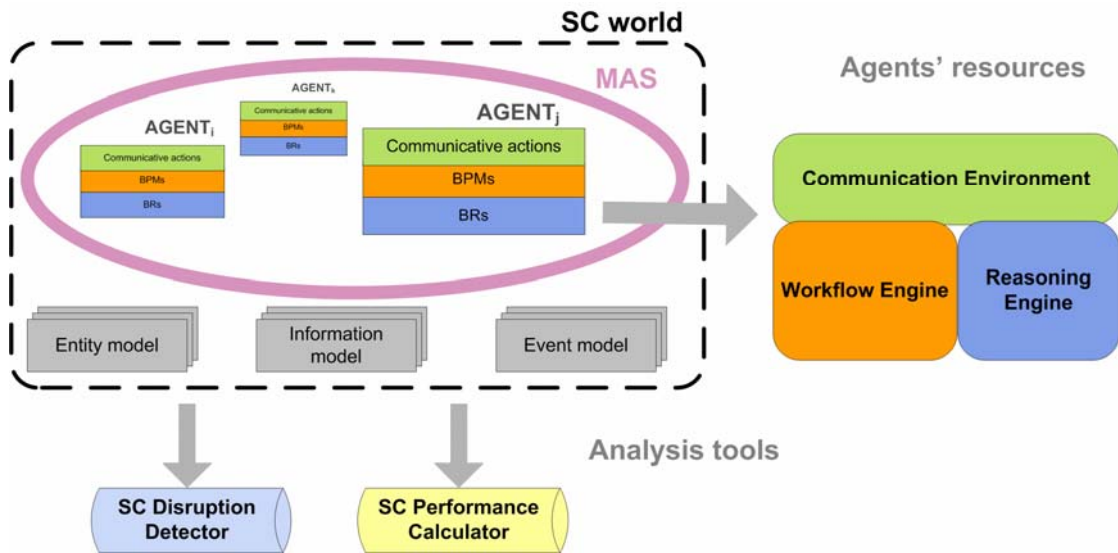 SC world
MAS
Agents' resources
AGENTₖ
Communicative actions
BPMs
BRs
AGENTᵢ
Communicative actions
BPMs
BRs
AGENTⱼ
Communicative actions
BPMs
BRs
Communication Environment
Workflow Engine
Reasoning
Engine
Entity model
Information
model
Event model
Analysis tools
SC Disruption
Detector
SC Performance
Calculator